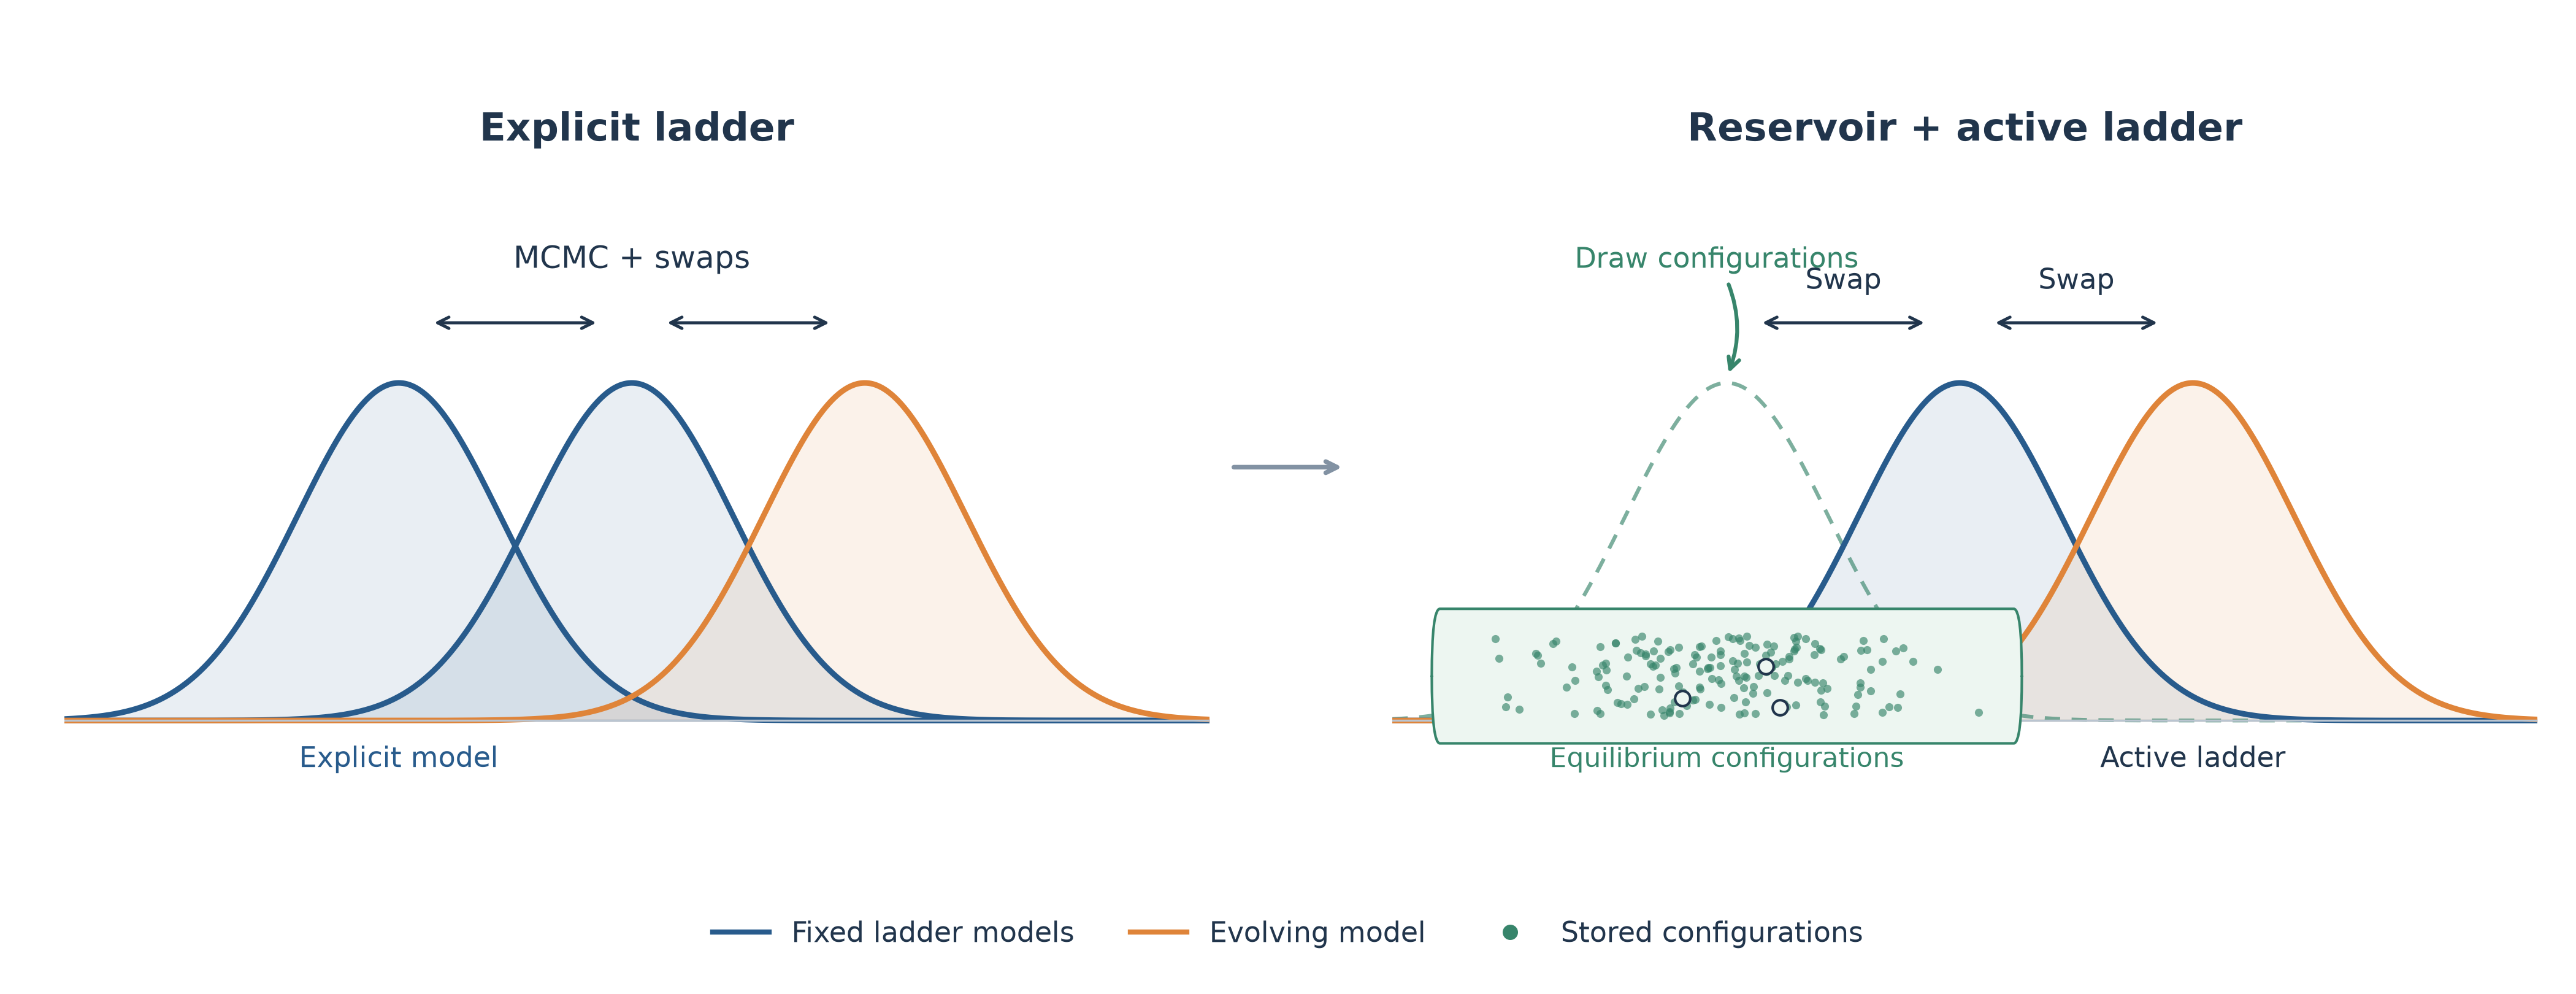 Explicit ladder
MCMC + swaps
Explicit model
Reservoir + active ladder
Draw configurations
Swap
Swap
Equilibrium configurations
Active ladder
Fixed ladder models
Evolving model
Stored configurations